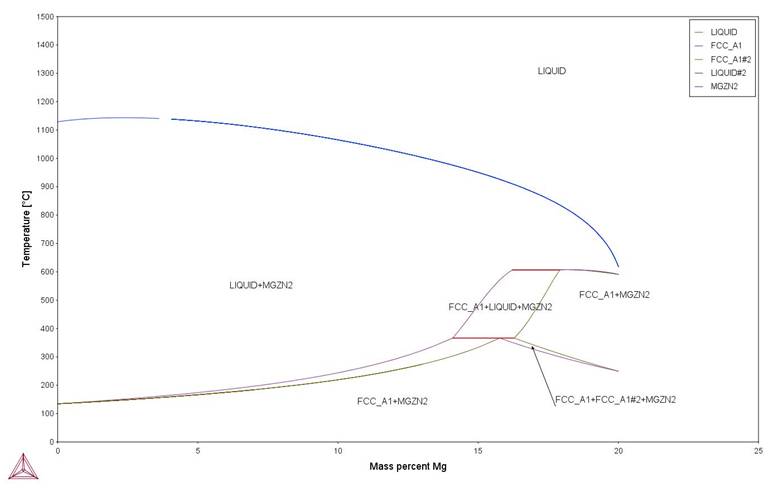 1500
1400
1300
1200
1100
1000
900
800
700
600
500
400
300
200
100
0
Temperature [°C]
LIQUID
FCC_A1
FCC_A1#2
LIQUID#2
MGZN2
LIQUID
LIQUID+MGZN2
FCC_A1+MGZN2
FCC_A1+LIQUID+MGZN2
FCC_A1+MGZN2
FCC_A1+FCC_A1#2+MGZN2
0 5 10 15 20 25
Mass percent Mg